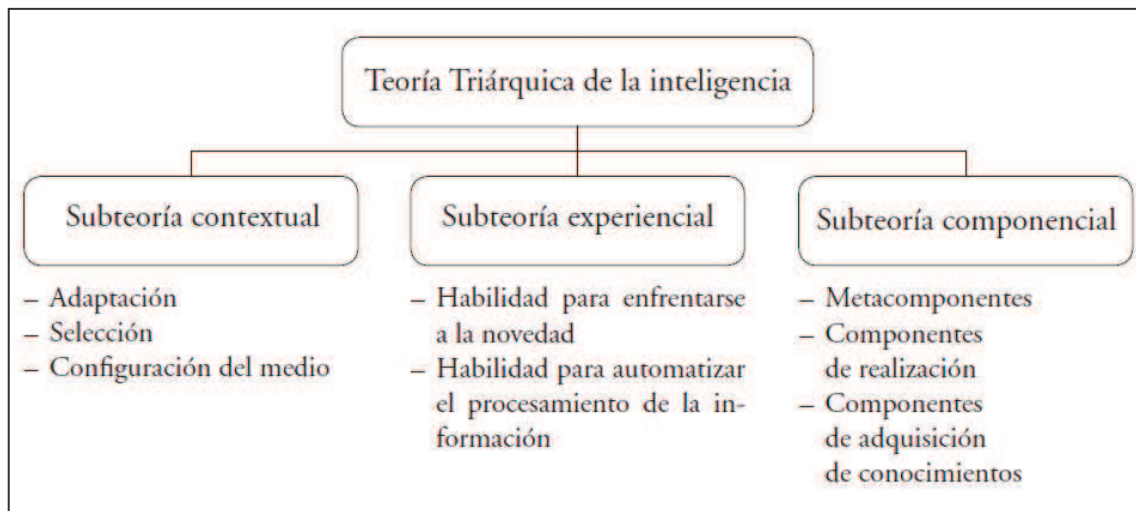 Teoría Triárquica de la inteligencia
Subteoría contextual
– Adaptación
– Selección
– Configuración del medio
Subteoría experiencial
– Habilidad para enfrentarse
a la novedad
– Habilidad para automatizar
el procesamiento de la in-
formación
Subteoría componencial
– Metacomponentes
– Componentes
de realización
– Componentes
de adquisición
de conocimientos